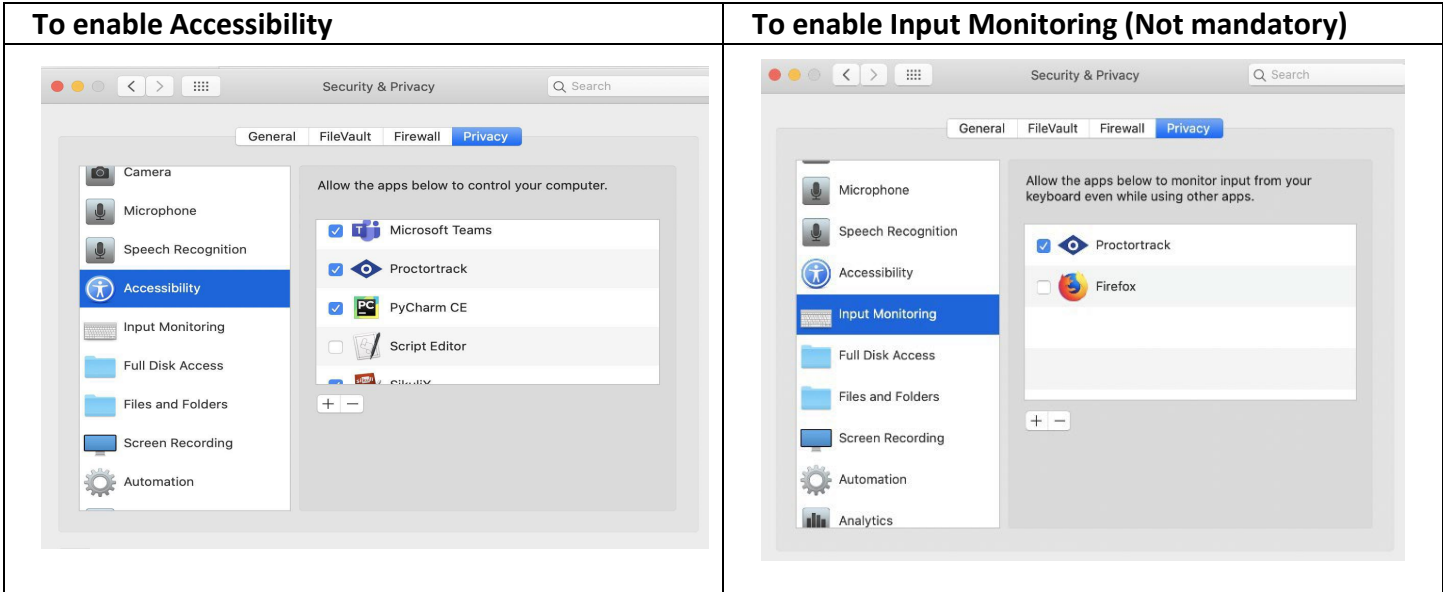 To enable Accessibility
Security & Privacy
Search
General FileVault Firewall Privacy
Camera
Microphone
Speech Recognition
Accessibility
Input Monitoring
Full Disk Access
Files and Folders
Screen Recording
Automation
Allow the apps below to control your computer.
Microsoft Teams
Proctortrack
PC PyCharm CE
Script Editor
SikuliX
+ −
To enable Input Monitoring (Not mandatory)
Security & Privacy
Search
General FileVault Firewall Privacy
Microphone
Speech Recognition
Accessibility
Input Monitoring
Full Disk Access
Files and Folders
Screen Recording
Automation
Analytics
Allow the apps below to monitor input from your
keyboard even while using other apps.
Proctortrack
Firefox
+ −